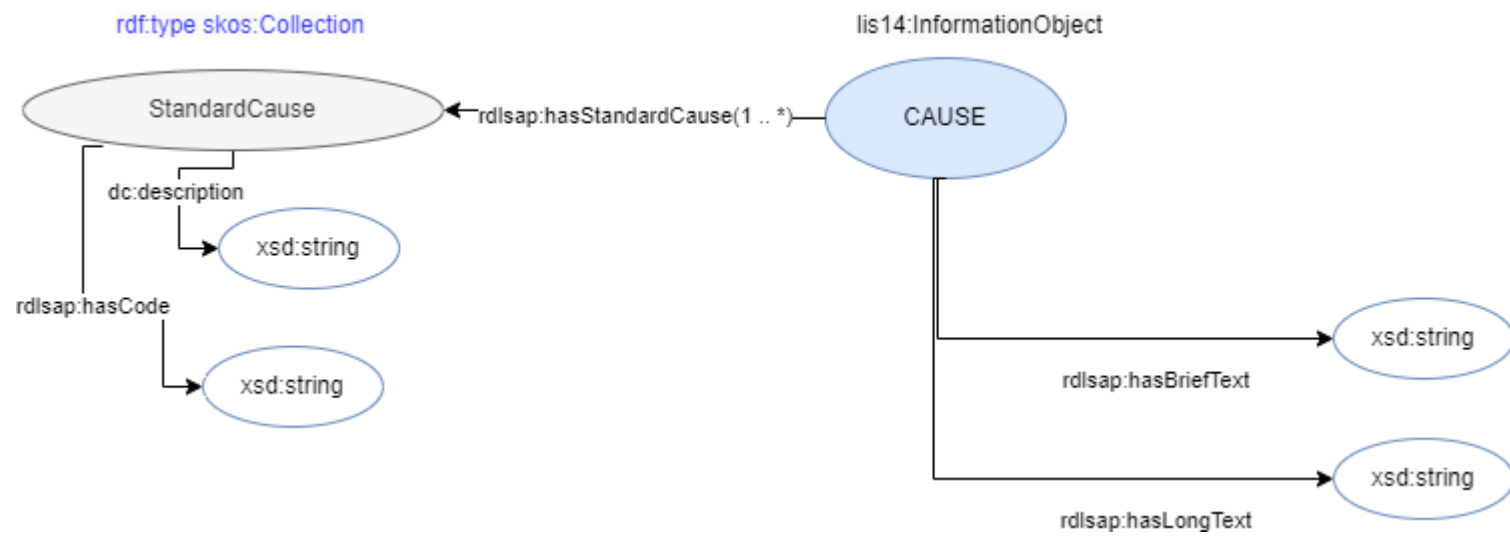 rdf:type skos:Collection
lis14:InformationObject
StandardCause
rdlsap:hasStandardCause(1 .. *)
CAUSE
dc:description
xsd:string
rdlsap:hasCode
xsd:string
xsd:string
rdlsap:hasBriefText
xsd:string
rdlsap:hasLongText